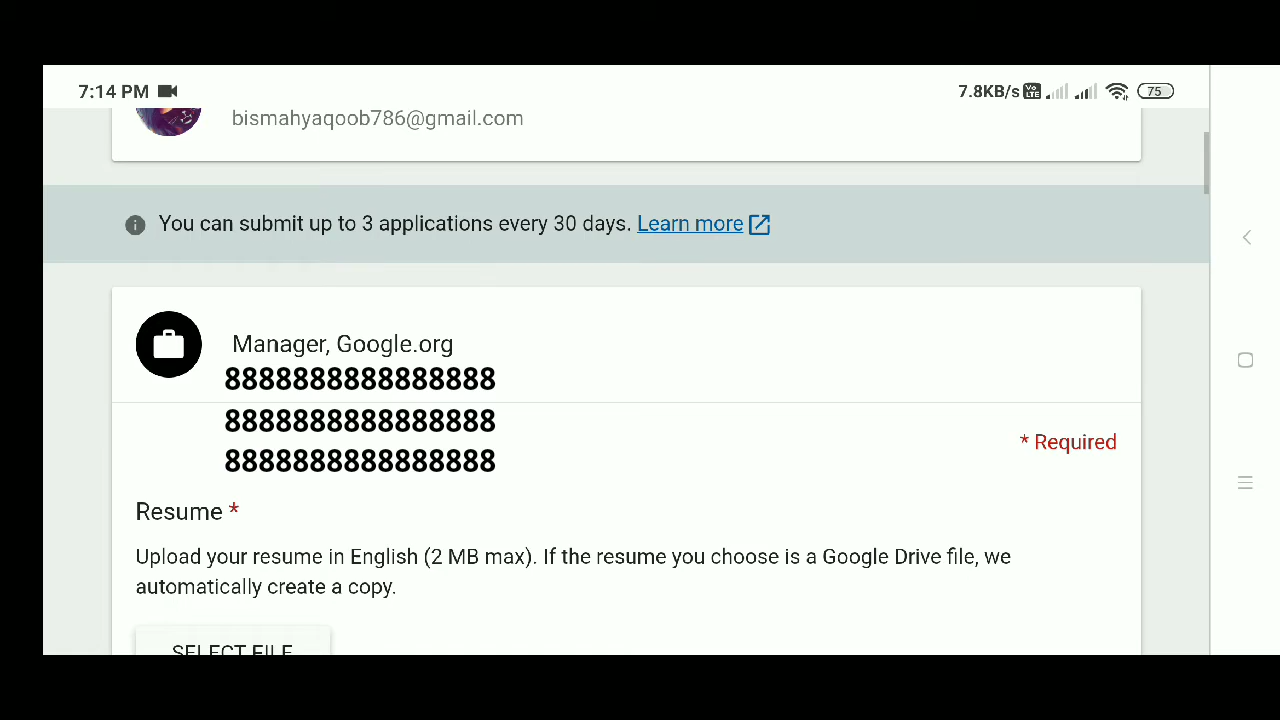 7:14 PM 7.8KB/s Vo LTE 75
bismahyaqoob786@gmail.com
You can submit up to 3 applications every 30 days. Learn more
Manager, Google.org
8888888888888888
8888888888888888
8888888888888888
* Required
Resume *
Upload your resume in English (2 MB max). If the resume you choose is a Google Drive file, we
automatically create a copy.
SELECT FILE